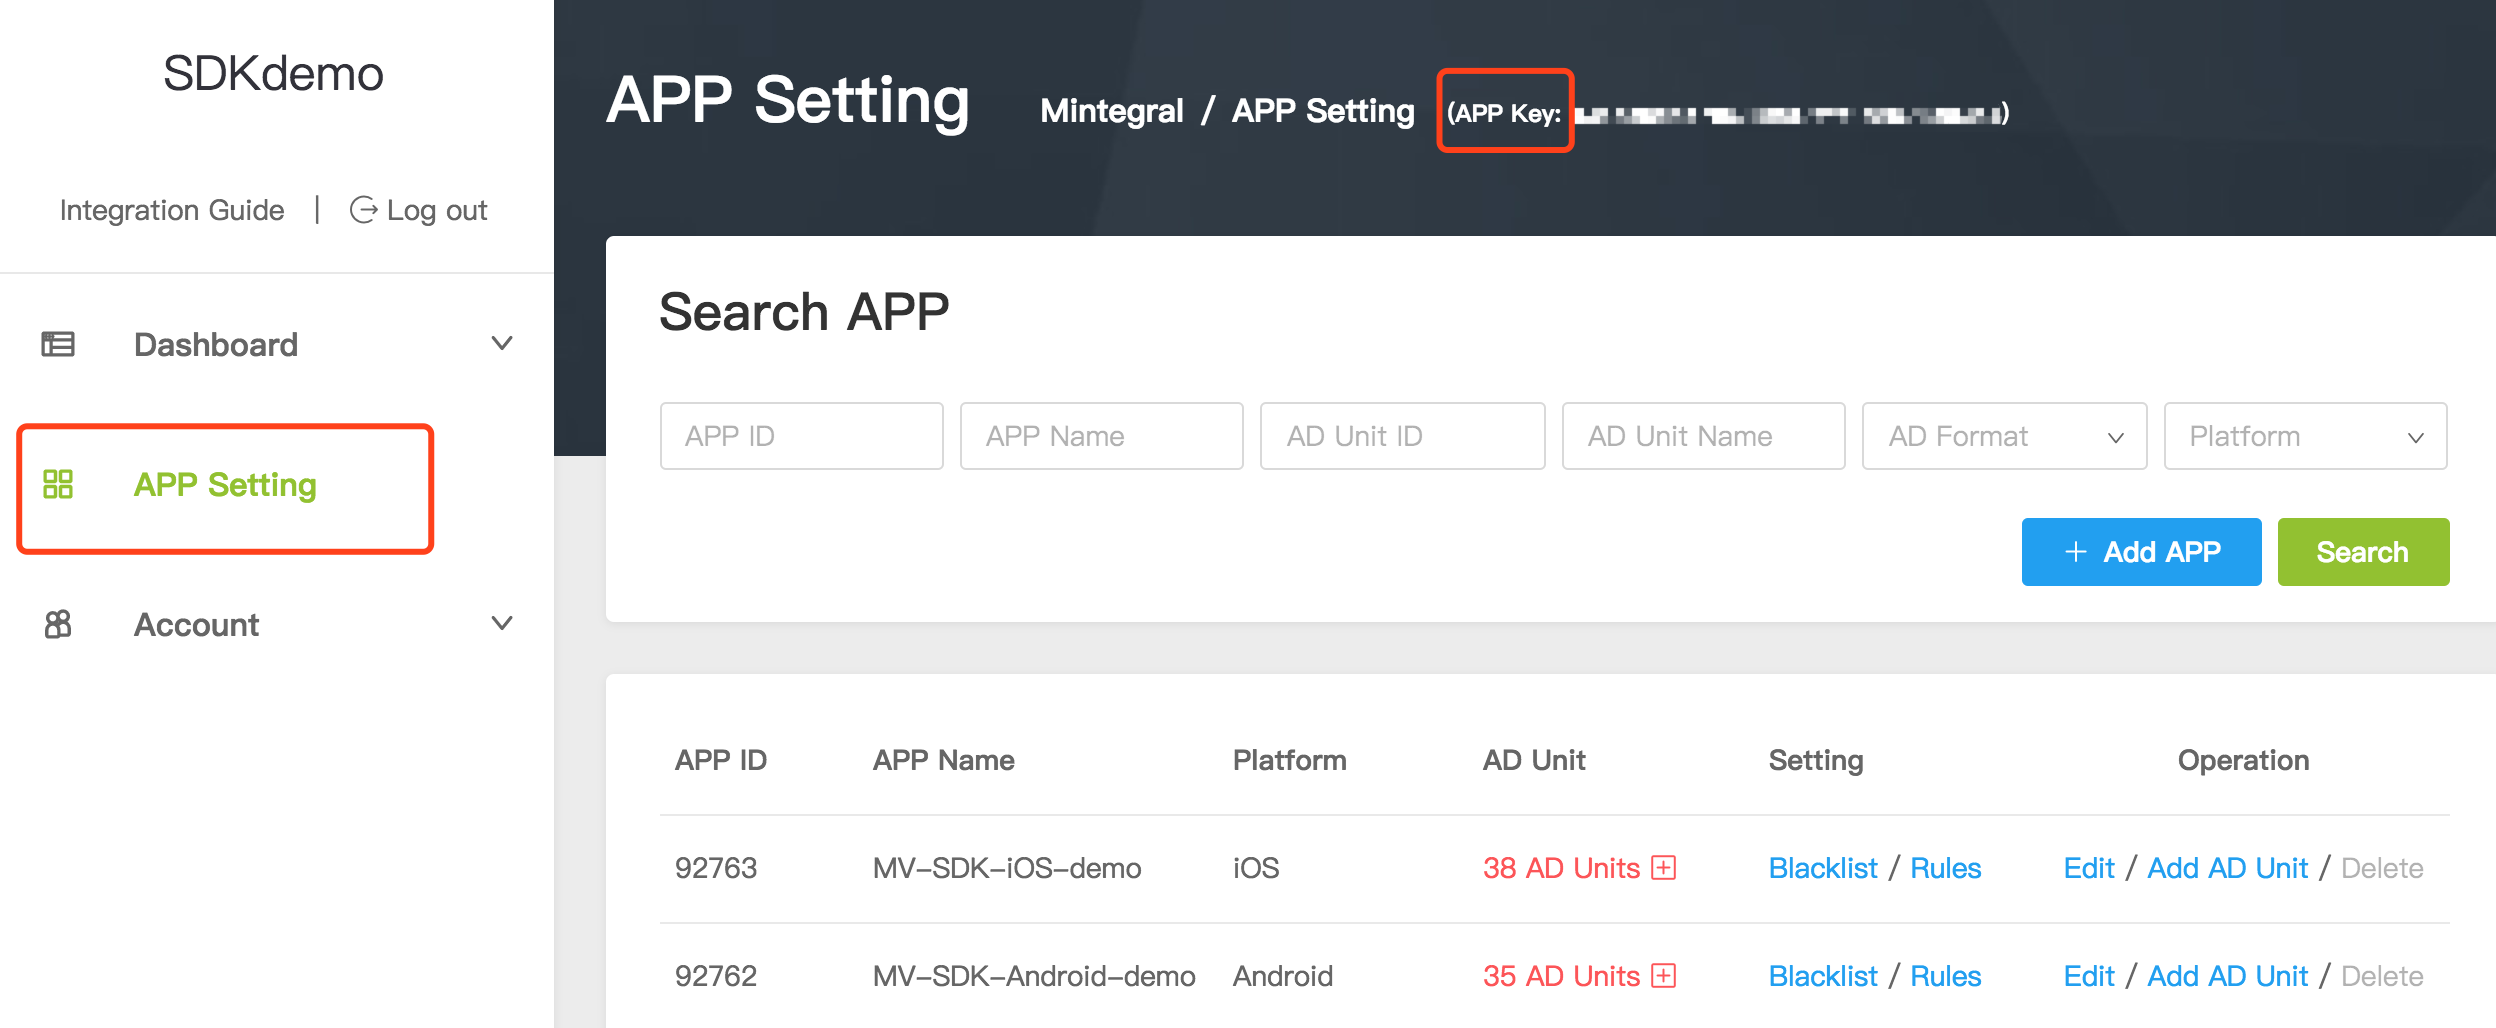 SDKdemo
Integration Guide | Log out
Dashboard
APP Setting
Account
APP Setting Mintegral / APP Setting (APP Key: )
Search APP
APP ID APP Name AD Unit ID AD Unit Name AD Format Platform
+ Add APP Search
APP ID APP Name Platform AD Unit Setting Operation
92763 MV-SDK-iOS-demo iOS 38 AD Units Blacklist / Rules Edit / Add AD Unit / Delete
92762 MV-SDK-Android-demo Android 35 AD Units Blacklist / Rules Edit / Add AD Unit / Delete